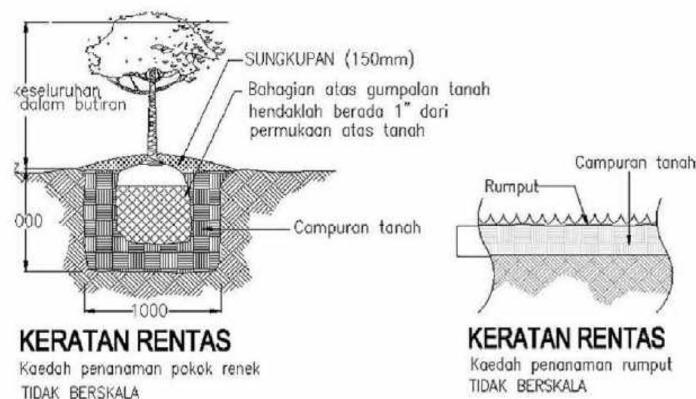 SUNGKUPAN (150mm)
keseluruhan
dalam butiran
Bahagian atas gumpalan tanah
hendaklah berada 1" dari
permukaan atas tanah
Campuran tanah
1000
KERATAN RENTAS
Kaedah penanaman pokok renek
TIDAK BERSKALA
Campuran tanah
Rumput
KERATAN RENTAS
Kaedah penanaman rumput
TIDAK BERSKALA